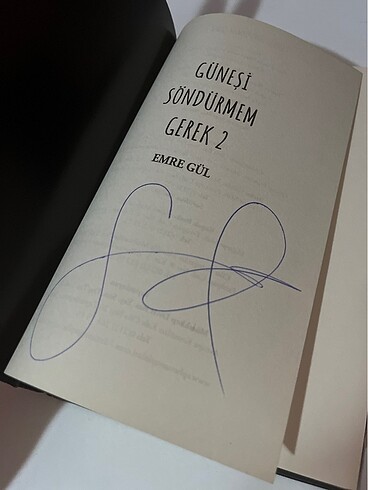 GÜNEŞİ
SÖNDÜRMEM
GEREK 2
EMRE GÜL